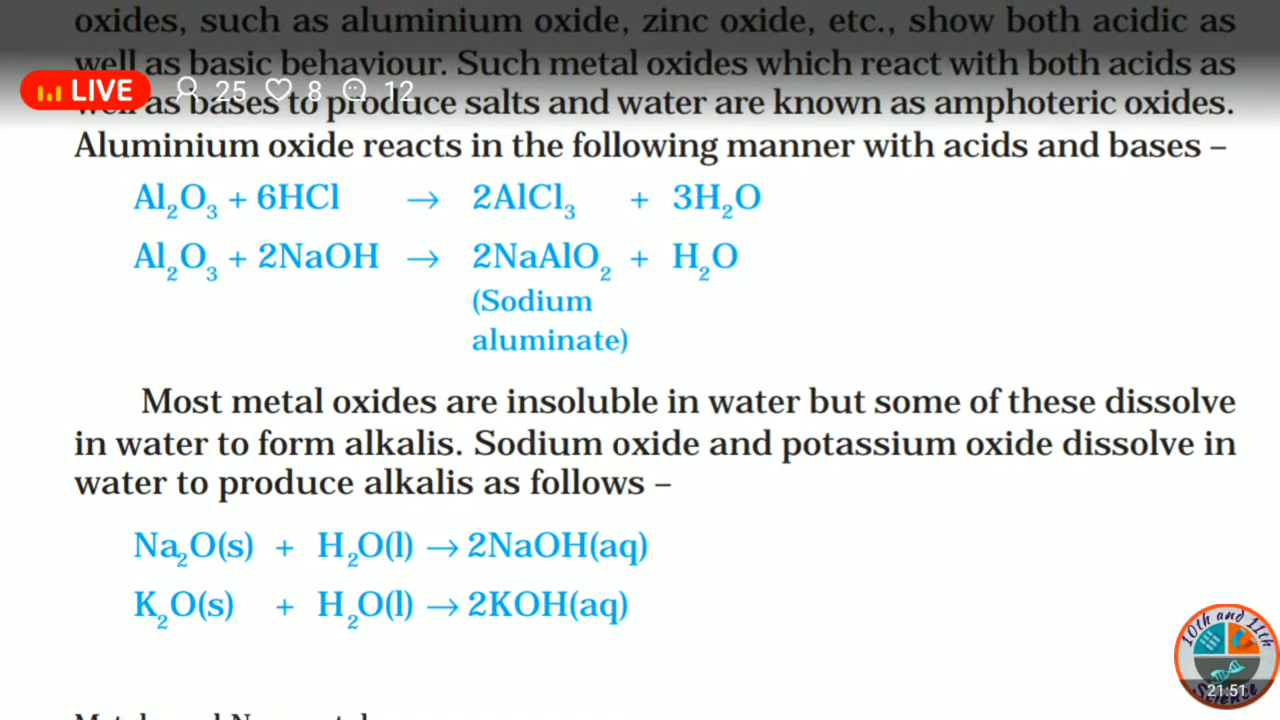 oxides, such as aluminium oxide, zinc oxide, etc., show both acidic as
well as basic behaviour. Such metal oxides which react with both acids as
LIVE 25 8 12
well as bases to produce salts and water are known as amphoteric oxides.
Aluminium oxide reacts in the following manner with acids and bases –
Al₂O₃ + 6HCl → 2AlCl₃ + 3H₂O
Al₂O₃ + 2NaOH → 2NaAlO₂ + H₂O
(Sodium
aluminate)
Most metal oxides are insoluble in water but some of these dissolve
in water to form alkalis. Sodium oxide and potassium oxide dissolve in
water to produce alkalis as follows –
Na₂O(s) + H₂O(l) → 2NaOH(aq)
K₂O(s) + H₂O(l) → 2KOH(aq)
10th and 11th
Science
21:51